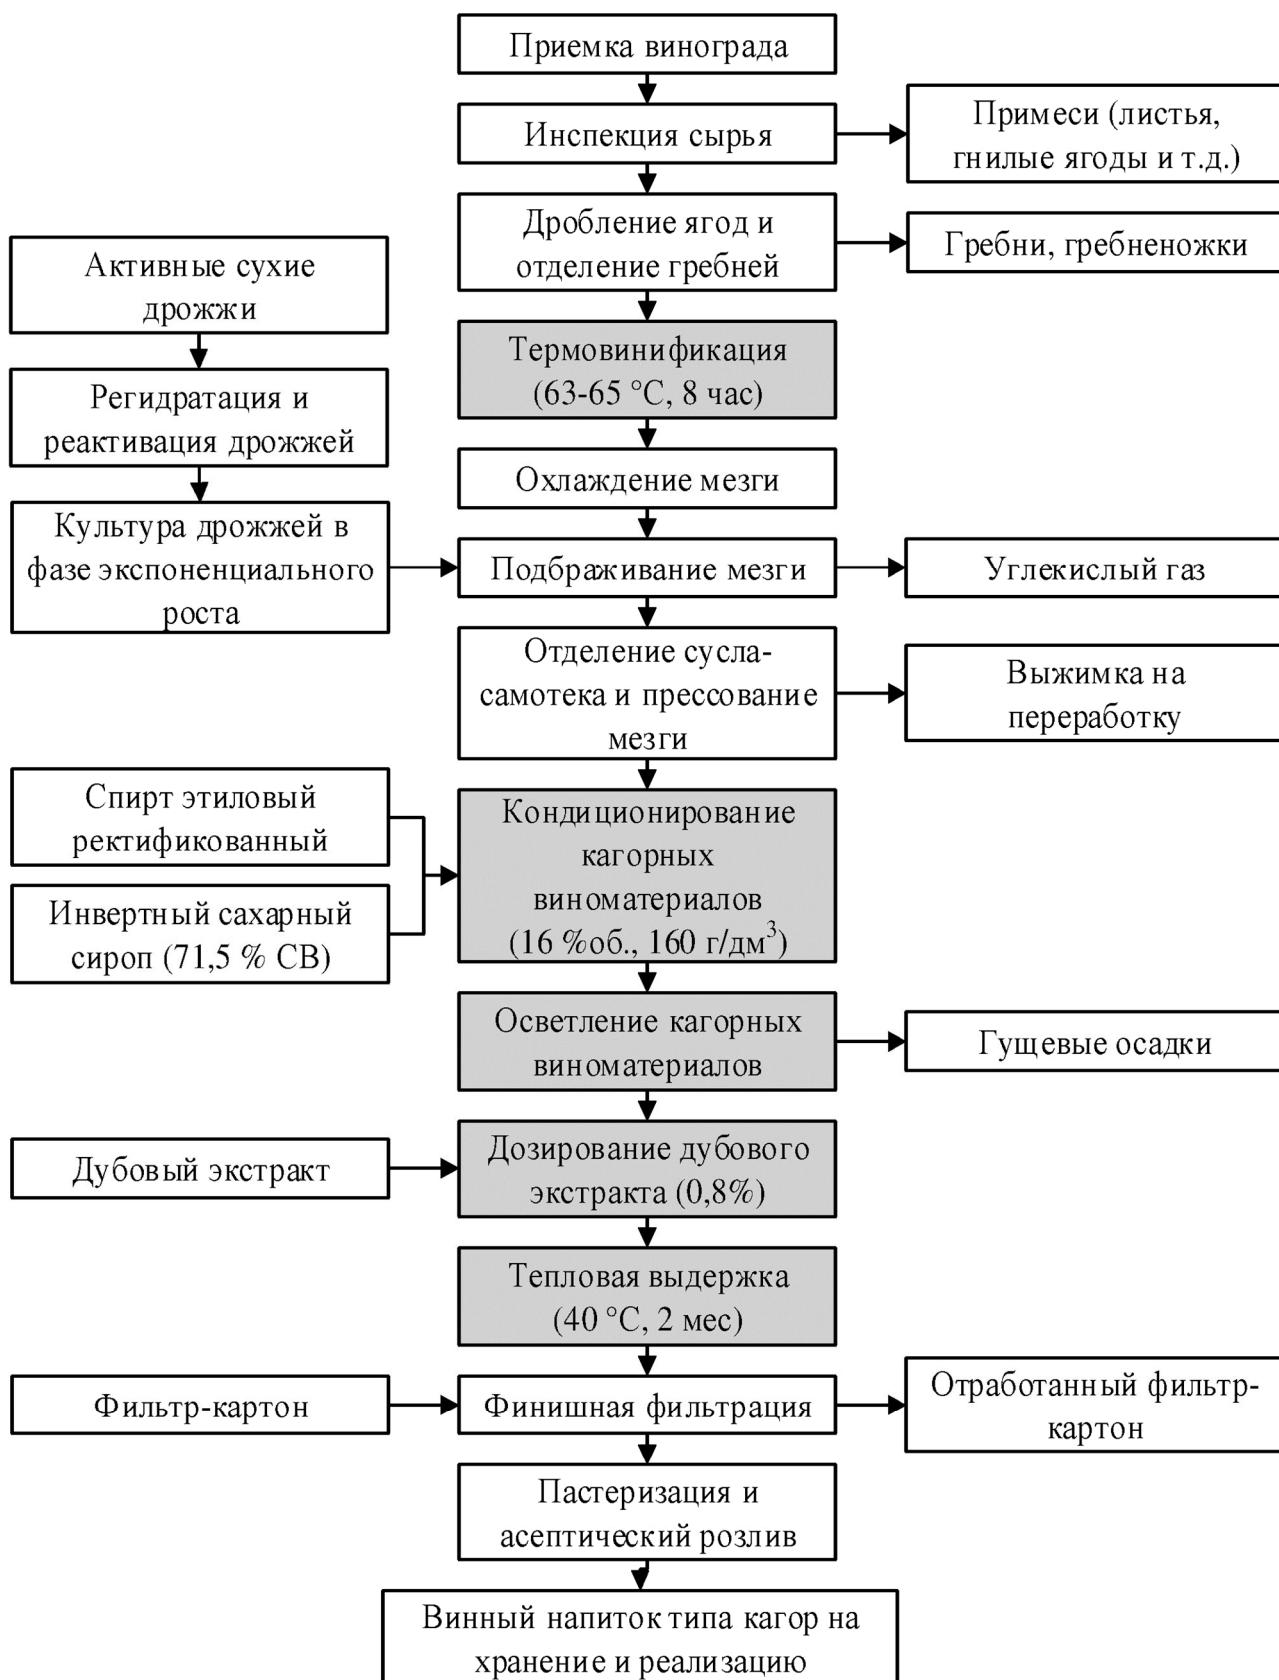 Приемка винограда
Инспекция сырья
Примеси (листья,
гнилые ягоды и т.д.)
Дробление ягод и
отделение гребней
Гребни, гребненожки
Активные сухие
дрожжи
Термовинификация
(63-65 °С, 8 час)
Регидратация и
реактивация дрожжей
Охлаждение мезги
Культура дрожжей в
фазе экспоненциального
роста
Подбраживание мезги
Углекислый газ
Отделение сусла-
самотека и прессование
мезги
Выжимка на
переработку
Спирт этиловый
ректификованный
Инвертный сахарный
сироп (71,5 % СВ)
Кондиционирование
кагорных
виноматериалов
(16 %об., 160 г/дм³)
Осветление кагорных
виноматериалов
Гущевые осадки
Дубовый экстракт
Дозирование дубового
экстракта (0,8%)
Тепловая выдержка
(40 °С, 2 мес)
Фильтр-картон
Финишная фильтрация
Отработанный фильтр-
картон
Пастеризация и
асептический розлив
Винный напиток типа кагор на
хранение и реализацию